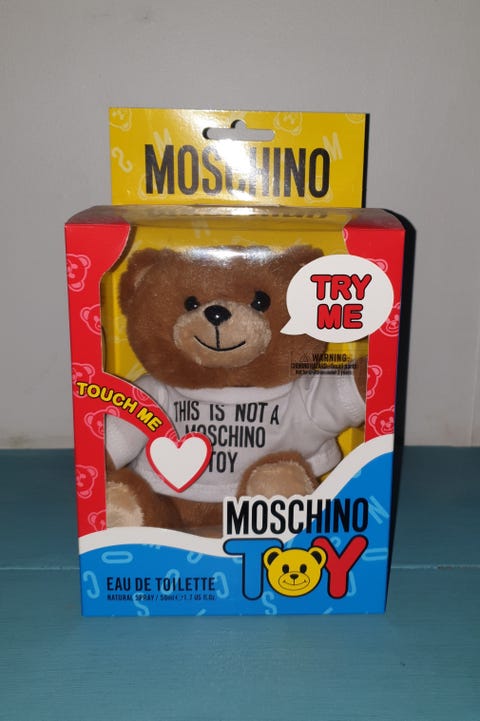 MOSCHINO
TRY
ME
WARNING:
TOUCH ME
THIS IS NOT A
MOSCHINO
TOY
MOSCHINO
TOY
EAU DE TOILETTE
NATURAL SPRAY / 50ml e 1.7 US fl.oz